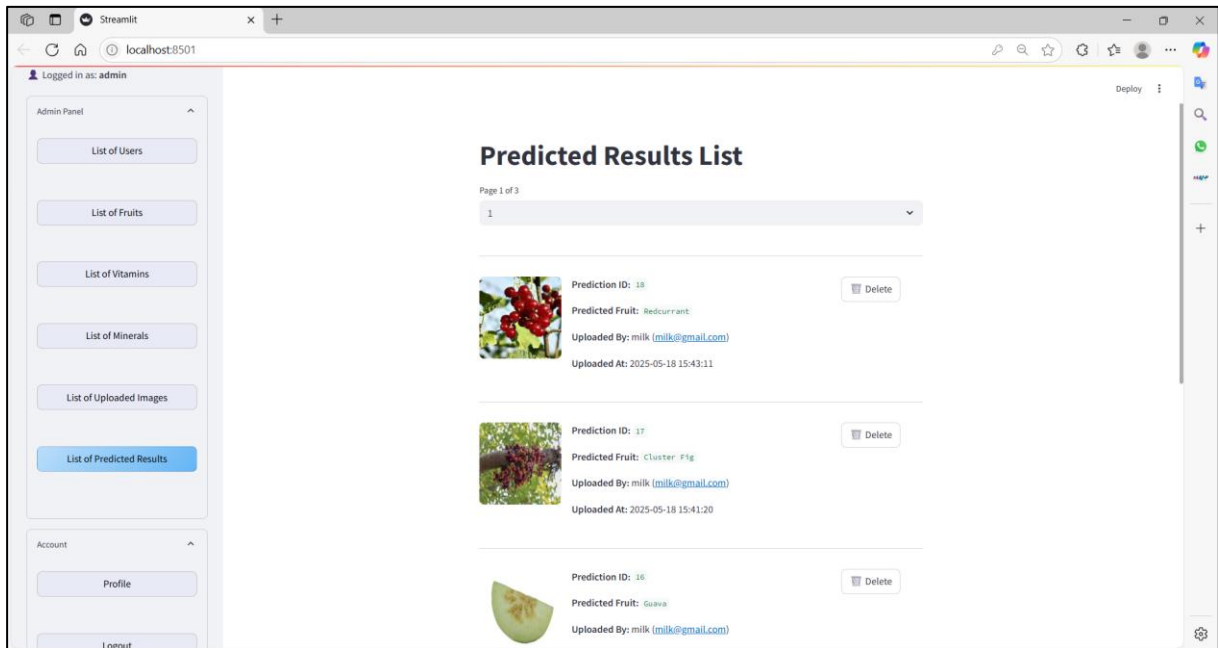 Streamlit
localhost:8501
Logged in as: admin
Deploy
Admin Panel
List of Users
List of Fruits
List of Vitamins
List of Minerals
List of Uploaded Images
List of Predicted Results
Account
Profile
Logout
Predicted Results List
Page 1 of 3
1
Prediction ID: 18
Delete
Predicted Fruit: Redcurrant
Uploaded By: milk (milk@gmail.com)
Uploaded At: 2025-05-18 15:43:11
Prediction ID: 17
Delete
Predicted Fruit: Cluster Fig
Uploaded By: milk (milk@gmail.com)
Uploaded At: 2025-05-18 15:41:20
Prediction ID: 16
Delete
Predicted Fruit: Guava
Uploaded By: milk (milk@gmail.com)